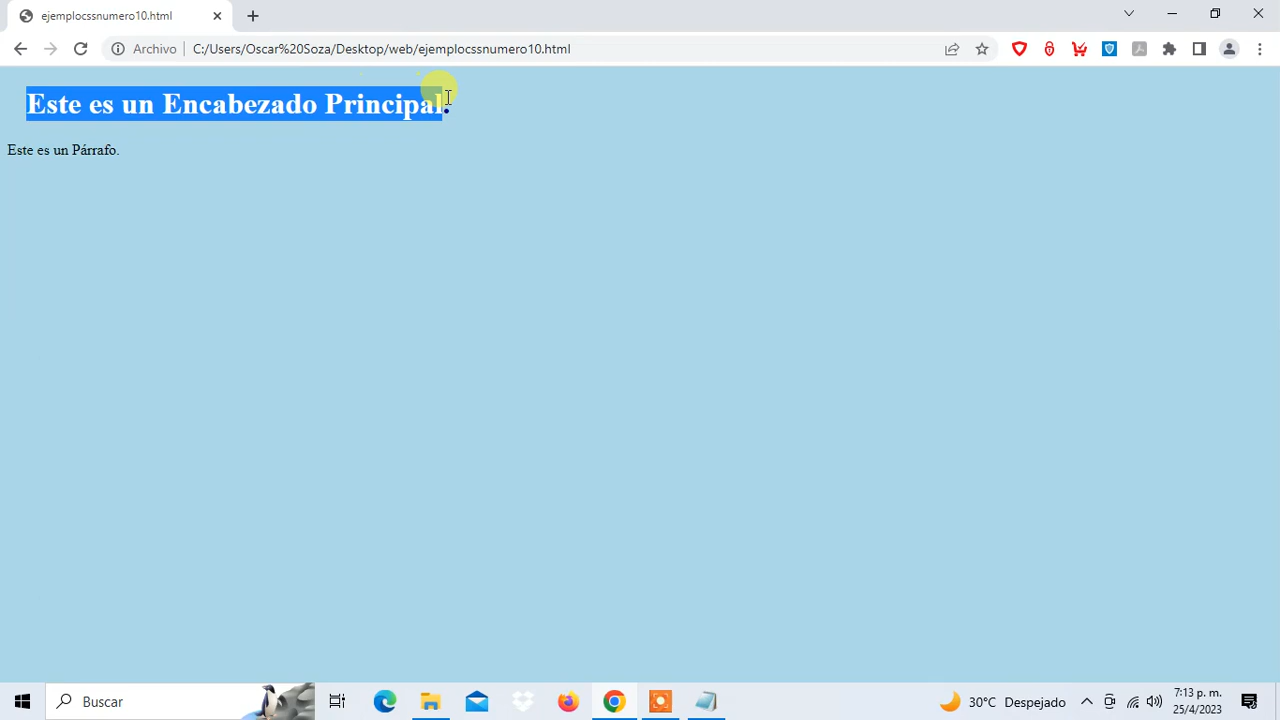 ejemplocssnumero10.html
Archivo
C:/Users/Oscar%20Soza/Desktop/web/ejemplocssnumero10.html
Este es un Encabezado Principal.
Este es un Párrafo.
Buscar
30°C Despejado
7:13 p. m.
25/4/2023